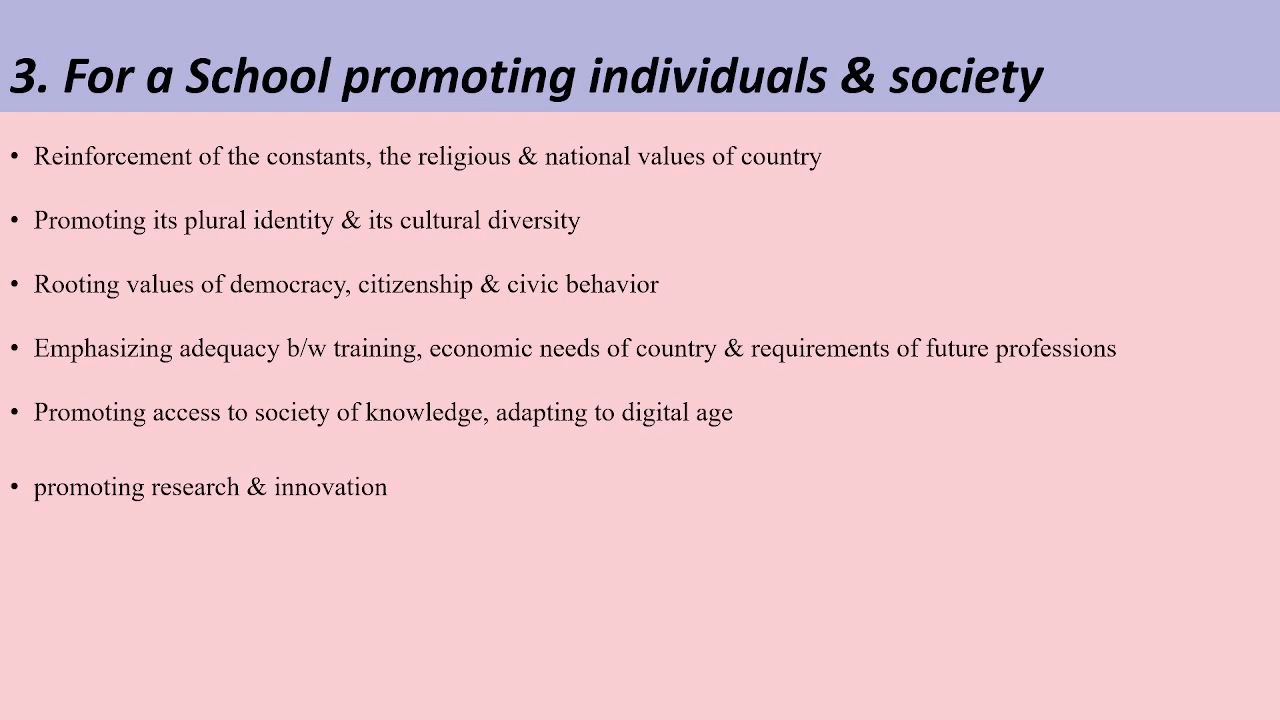 3. For a School promoting individuals & society
• Reinforcement of the constants, the religious & national values of country
• Promoting its plural identity & its cultural diversity
• Rooting values of democracy, citizenship & civic behavior
• Emphasizing adequacy b/w training, economic needs of country & requirements of future professions
• Promoting access to society of knowledge, adapting to digital age
• promoting research & innovation